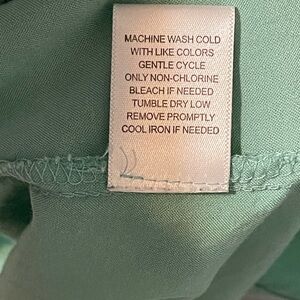 MACHINE WASH COLD
WITH LIKE COLORS
GENTLE CYCLE
ONLY NON-CHLORINE
BLEACH IF NEEDED
TUMBLE DRY LOW
REMOVE PROMPTLY
COOL IRON IF NEEDED